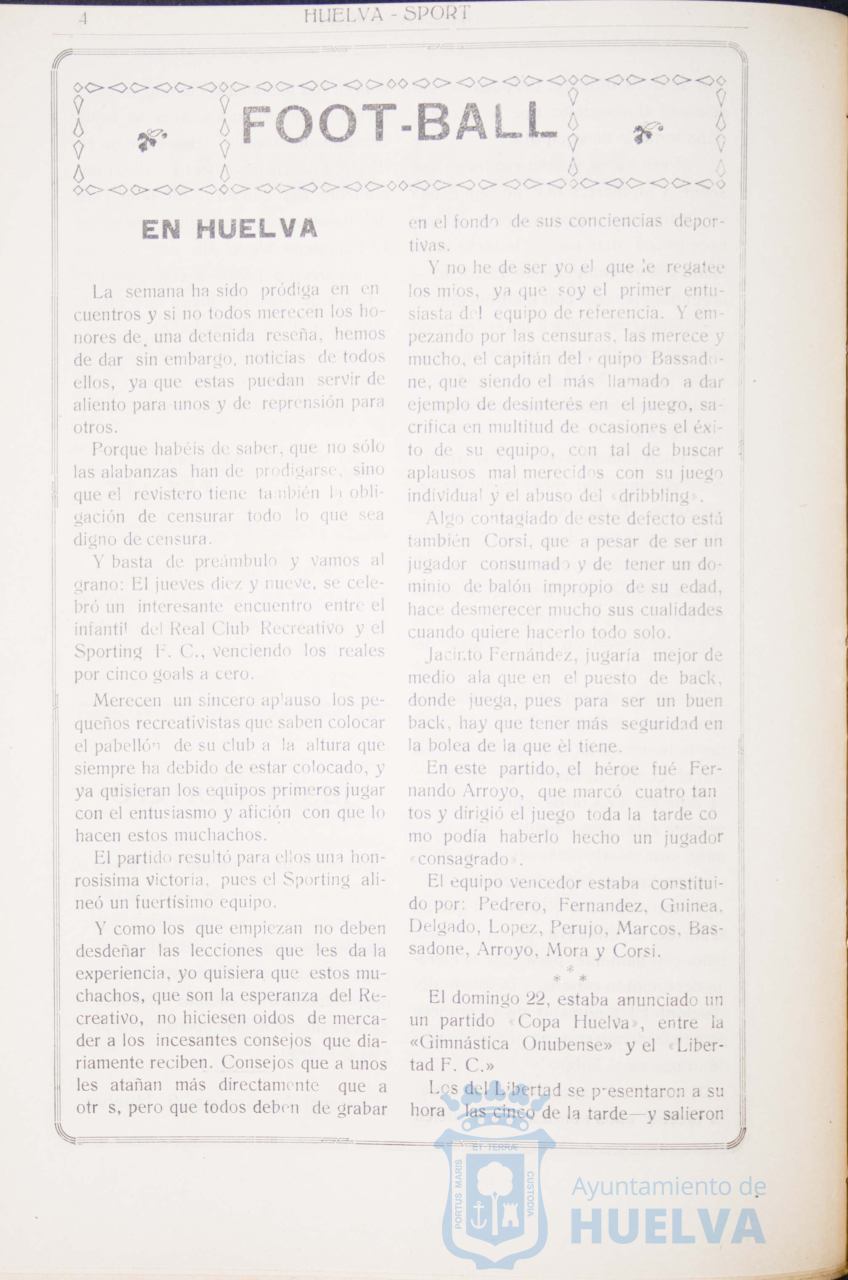 4
HUELVA - SPORT
FOOT-BALL
EN HUELVA
La semana ha sido pródiga en en
cuentros y si no todos merecen los ho-
nores de una detenida reseña, hemos
de dar sin embargo, noticias de todos
ellos, ya que estas puedan servir de
aliento para unos y de reprensión para
otros.
Porque habéis de saber, que no sólo
las alabanzas han de prodigarse, sino
que el revistero tiene también la obli-
gación de censurar todo lo que sea
digno de censura.
Y basta de preámbulo y vamos al
grano: El jueves diez y nueve, se cele-
bró un interesante encuentro entre el
infantil del Real Club Recreativo y el
Sporting F. C., venciendo los reales
por cinco goals a cero.
Merecen un sincero aplauso los pe-
queños recreativistas que saben colocar
el pabellón de su club a la altura que
siempre ha debido de estar colocado, y
ya quisieran los equipos primeros jugar
con el entusiasmo y afición con que lo
hacen estos muchachos.
El partido resultó para ellos una hon-
rosisima victoria, pues el Sporting ali-
neó un fuertísimo equipo.
Y como los que empiezan no deben
desdeñar las lecciones que les da la
experiencia, yo quisiera que estos mu-
chachos, que son la esperanza del Re-
creativo, no hiciesen oidos de merca-
der a los incesantes consejos que dia-
riamente reciben. Consejos que a unos
les atañan más directamente que a
otr s, pero que todos deben de grabar
en el fondo de sus conciencias depor-
tivas.
Y no he de ser yo el que le regatee
los mios, ya que soy el primer entu-
siasta del equipo de referencia. Y em-
pezando por las censuras, las merece y
mucho, el capitán del equipo Bassado-
ne, que siendo el más llamado a dar
ejemplo de desinterés en el juego, sa-
crifica en multitud de ocasiones el éxi-
to de su equipo, con tal de buscar
aplausos mal merecidos con su juego
individual y el abuso del «dribbling».
Algo contagiado de este defecto está
también Corsi, que a pesar de ser un
jugador consumado y de tener un do-
minio de balón impropio de su edad,
hace desmerecer mucho sus cualidades
cuando quiere hacerlo todo solo.
Jacinto Fernández, jugaría mejor de
medio ala que en el puesto de back,
donde juega, pues para ser un buen
back, hay que tener más seguridad en
la bolea de la que èl tiene.
En este partido, el héroe fué Fer-
nando Arroyo, que marcó cuatro tan
tos y dirigió el juego toda la tarde co
mo podía haberlo hecho un jugador
«consagrado».
El equipo vencedor estaba constitui-
do por: Pedrero, Fernandez, Guinea,
Delgado, Lopez, Perujo, Marcos, Bas-
sadone, Arroyo, Mora y Corsi.
* * *
El domingo 22, estaba anunciado un
un partido «Copa Huelva», entre la
«Gimnástica Onubense» y el «Liber-
tad F. C.»
Los del Libertad se presentaron a su
hora las cinco de la tarde—y salieron
ET TERRÆ
PORTUS MARIS
CUSTODIA
Ayuntamiento de
HUELVA